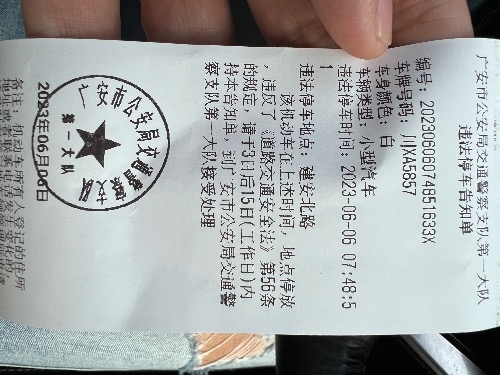 广安市公安局交通警察支队第一大队
违法停车告知单
编号：20230606074851633X
车牌号码：川XA5657
车身颜色：白
车辆类型：小型汽车
违法停车时间：2023-06-06 07:48:5
1
违法停车地点：建安北路
该机动车在上述时间，地点停放
，违反了《道路交通安全法》第56条
的规定，请于3日后15日(工作日)内
持本告知单，到广安市公安局交通警
察支队第一大队接受处理
广安市公安局交通警察支队
第一大队
2023年06月06日
备注：机动车所有人登记的住所